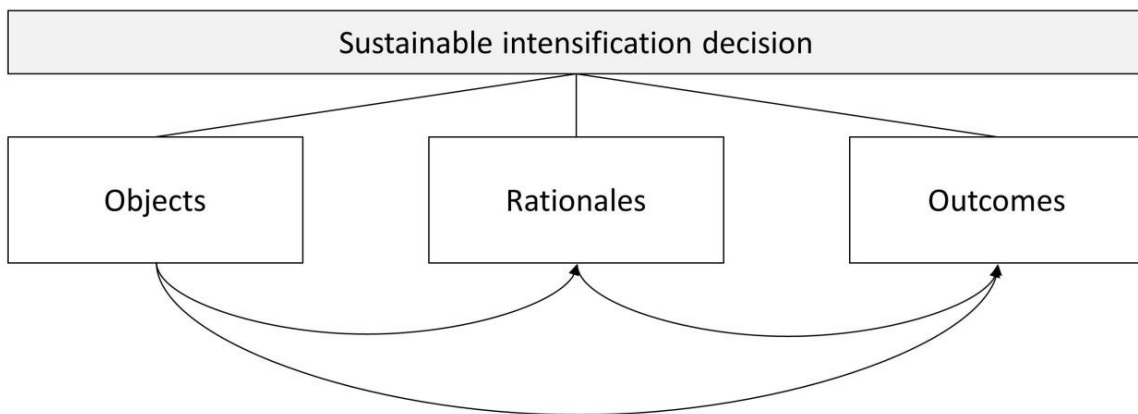 Sustainable intensification decision
Objects
Rationales
Outcomes